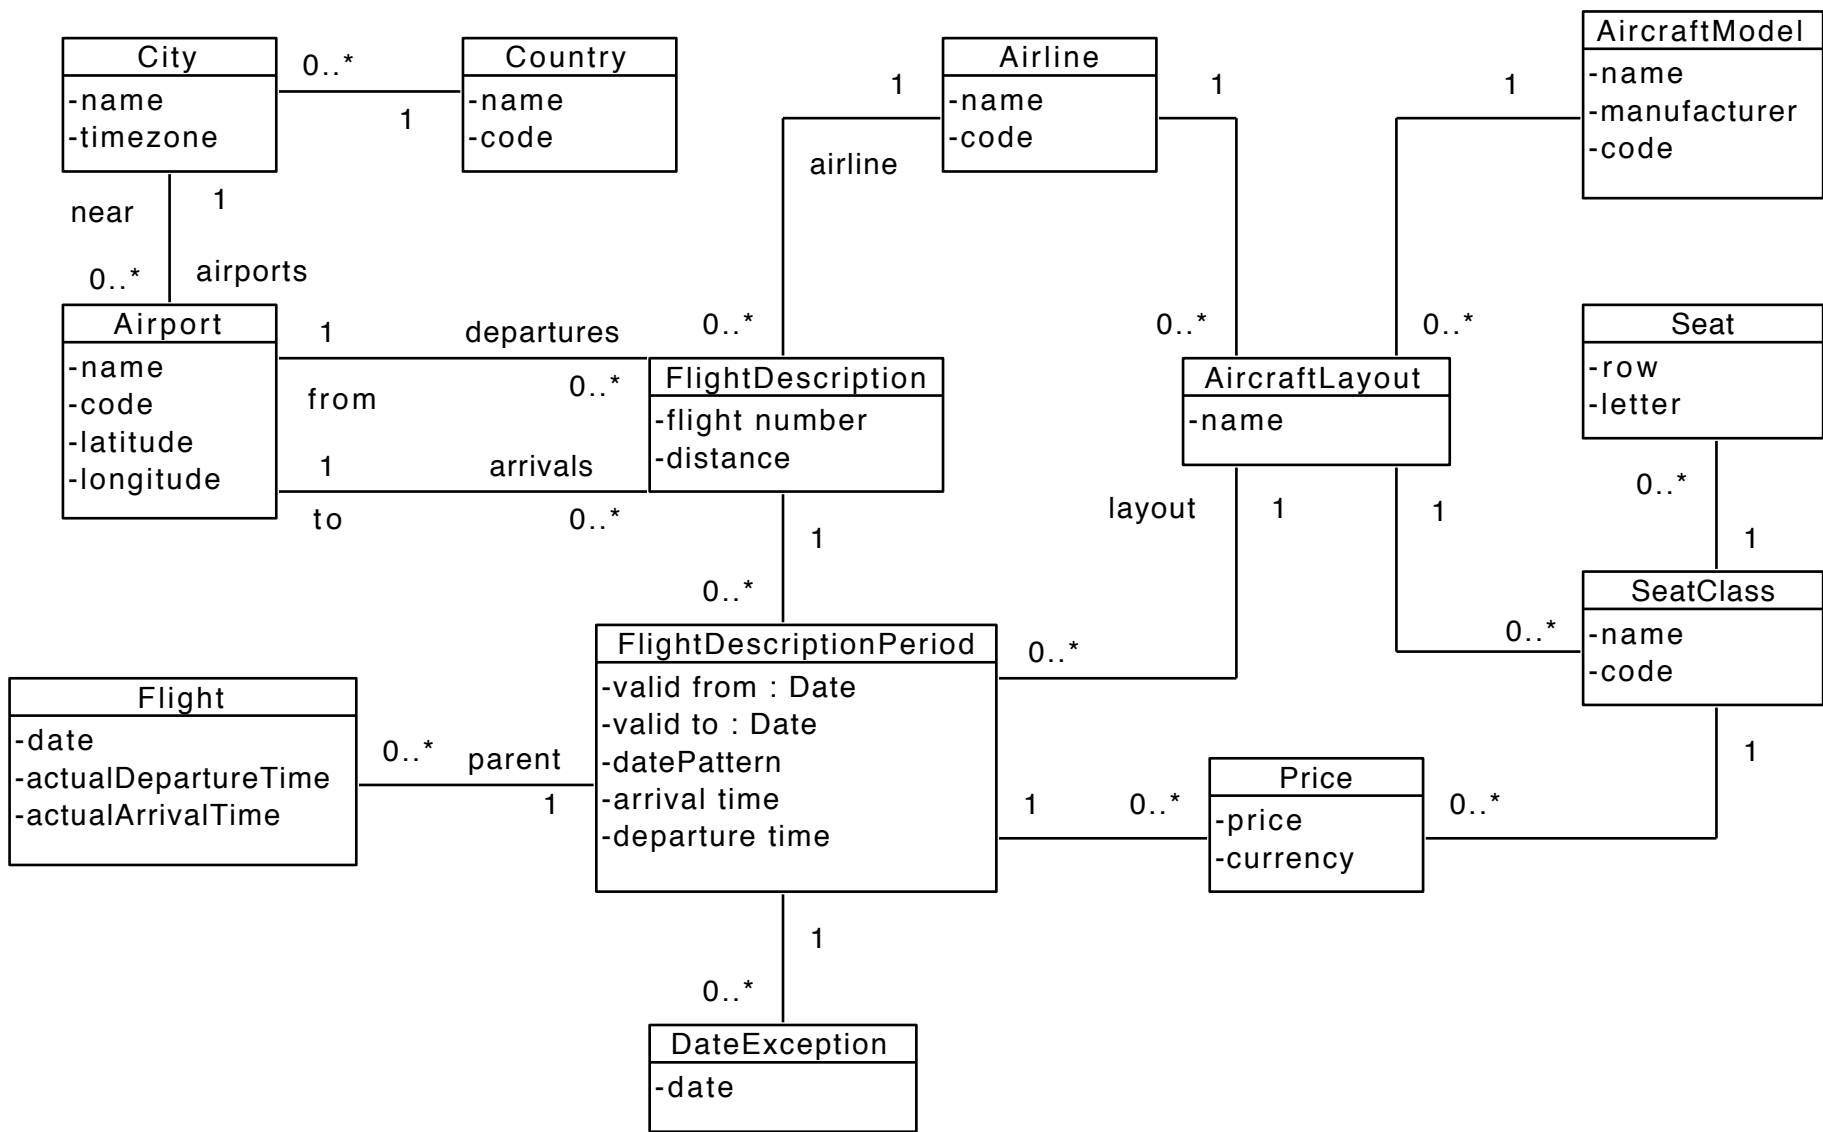 City
-name
-timezone
0..*
1
Country
-name
-code
1
airline
Airline
-name
-code
1
1
AircraftModel
-name
-manufacturer
-code
near
1
0..*
airports
Airport
-name
-code
-latitude
-longitude
1
departures
from
0..*
1
arrivals
to
0..*
0..*
FlightDescription
-flight number
-distance
0..*
0..*
AircraftLayout
-name
Seat
-row
-letter
0..*
1
1
0..*
layout
1
1
0..*
SeatClass
-name
-code
Flight
-date
-actualDepartureTime
-actualArrivalTime
0..*
parent
1
FlightDescriptionPeriod
-valid from : Date
-valid to : Date
-datePattern
-arrival time
-departure time
0..*
1
0..*
Price
-price
-currency
0..*
1
1
0..*
DateException
-date